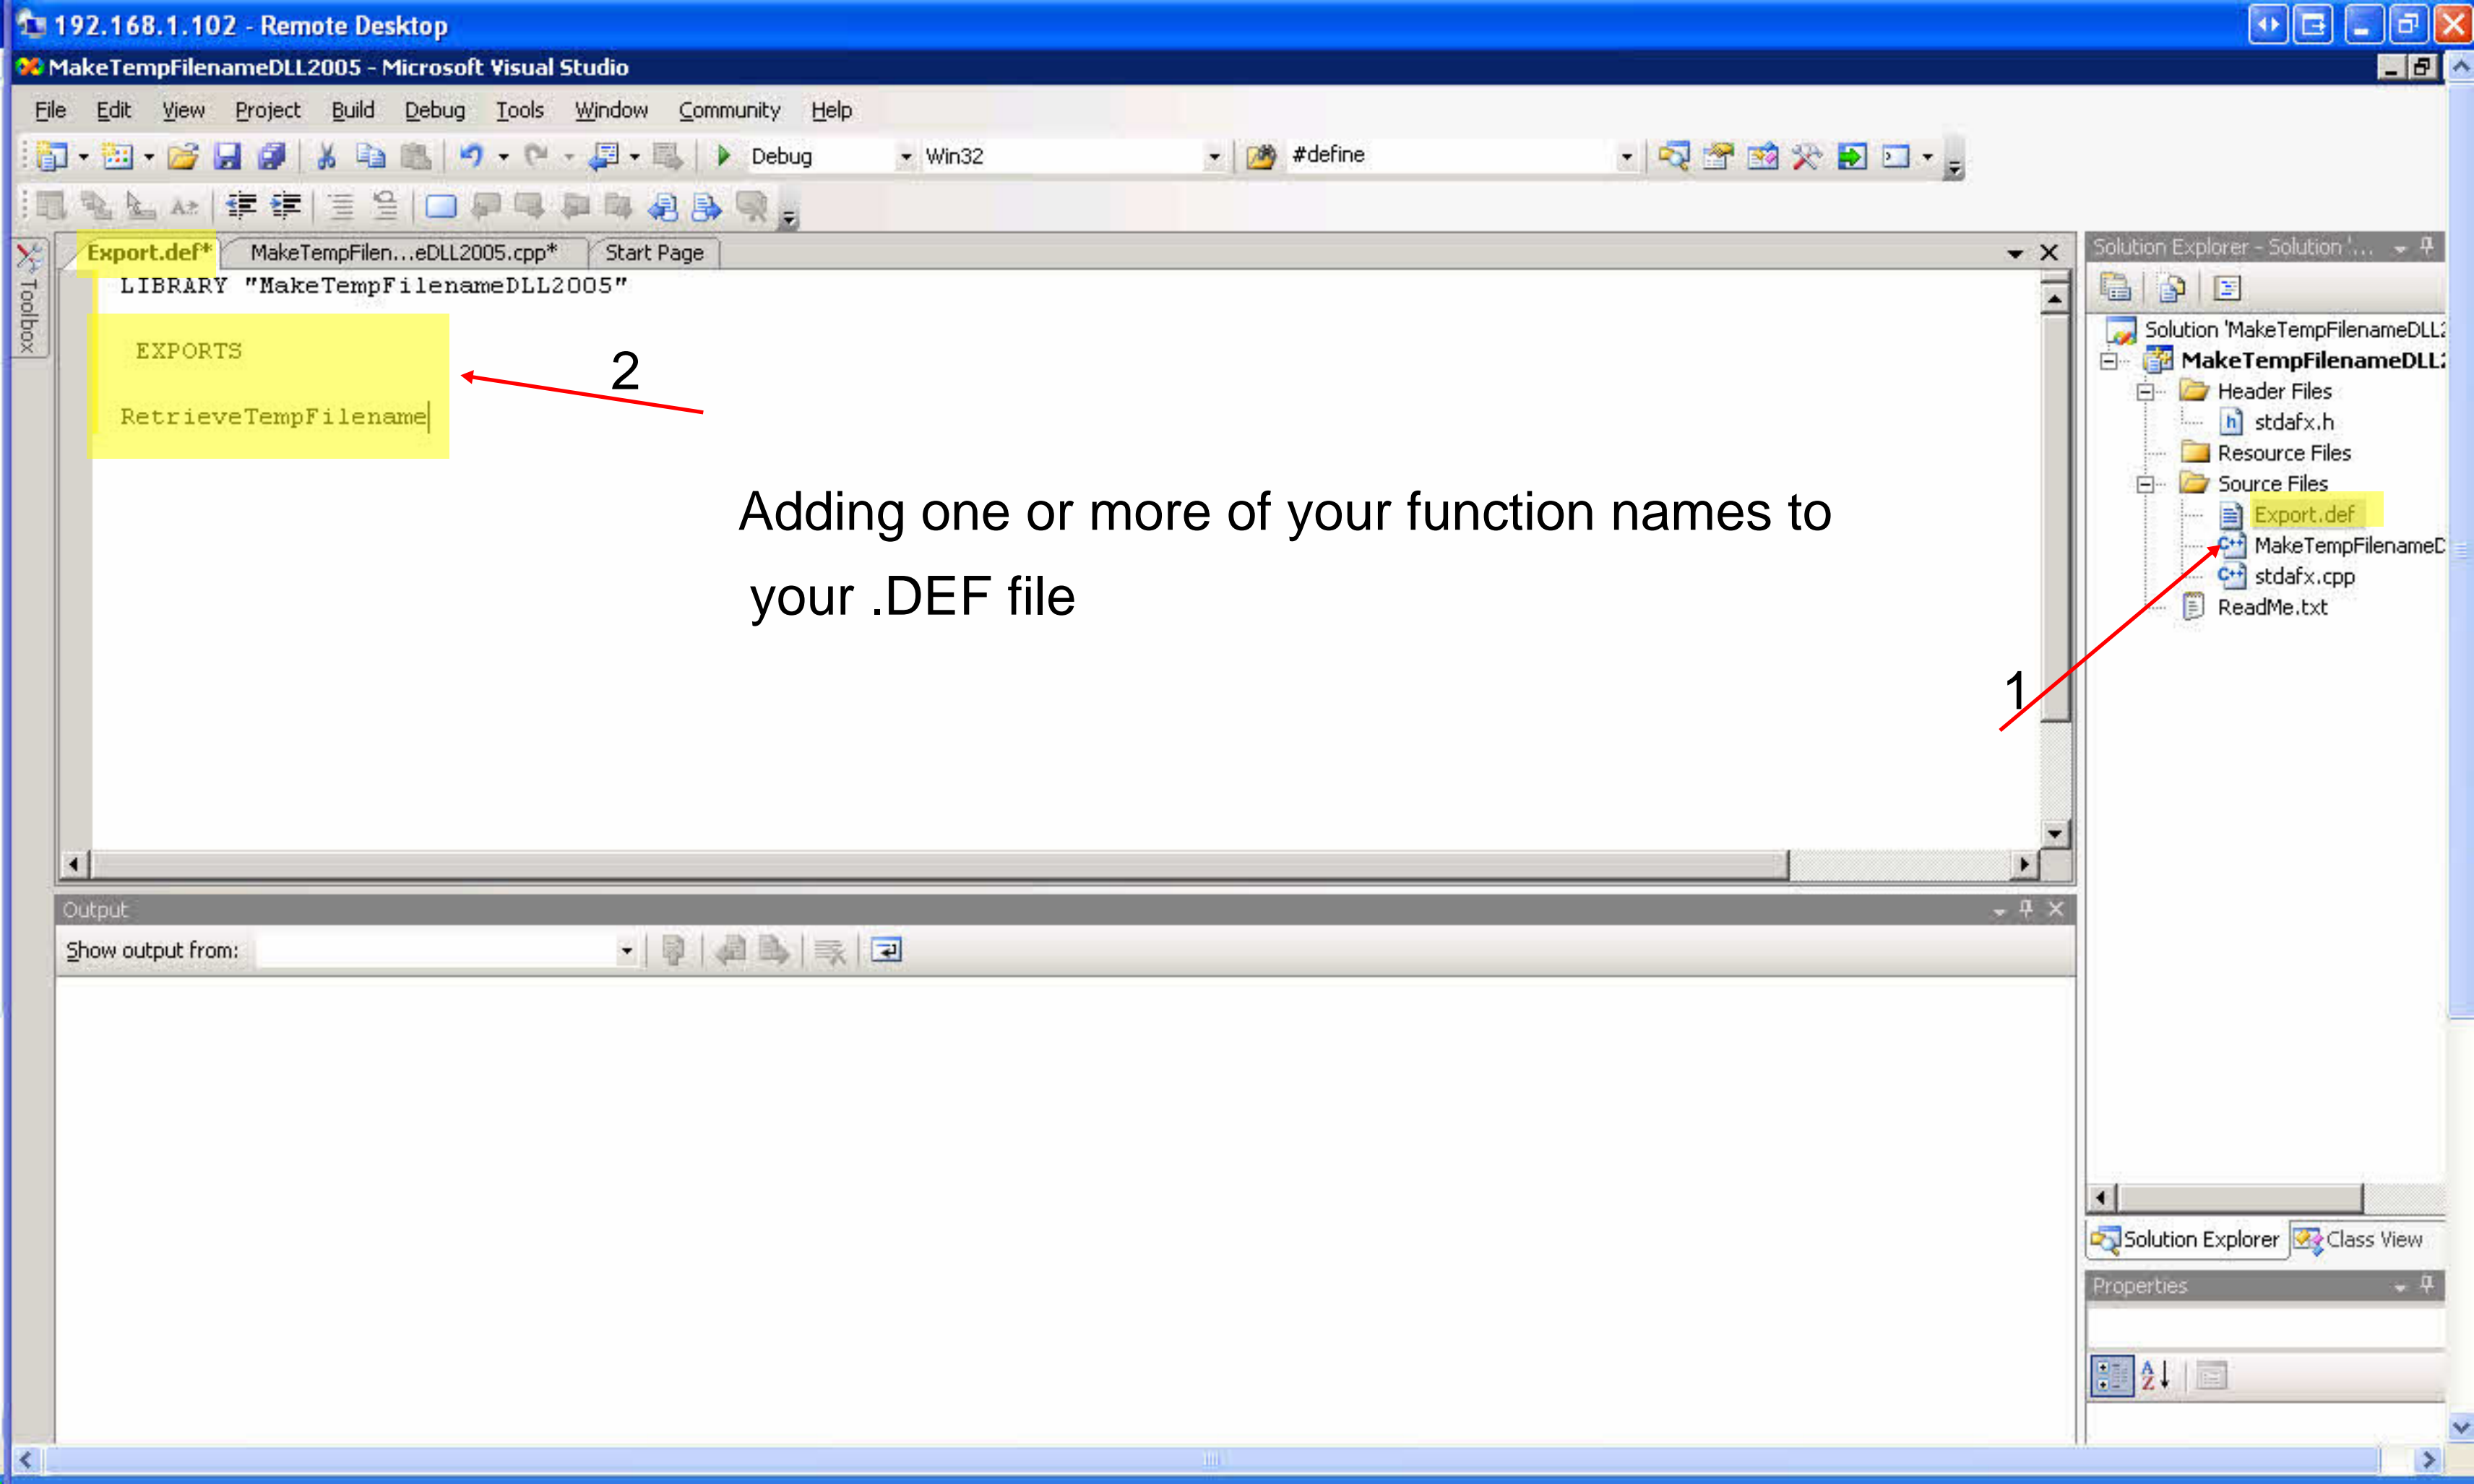 192.168.1.102 - Remote Desktop
MakeTempFilenameDLL2005 - Microsoft Visual Studio
File Edit View Project Build Debug Tools Window Community Help
Debug Win32 #define
Export.def* MakeTempFilen...eDLL2005.cpp* Start Page
Toolbox
LIBRARY "MakeTempFilenameDLL2005"
EXPORTS
RetrieveTempFilename
2
Adding one or more of your function names to
your .DEF file
1
Output
Show output from:
Solution Explorer - Solution '...
Solution 'MakeTempFilenameDLL2
MakeTempFilenameDLL2
Header Files
stdafx.h
Resource Files
Source Files
Export.def
MakeTempFilenameD
stdafx.cpp
ReadMe.txt
Solution Explorer Class View
Properties